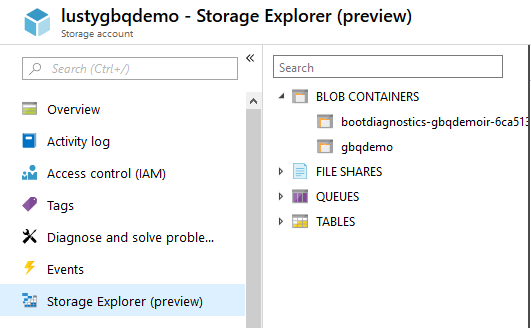 lustygbqdemo - Storage Explorer (preview)
Storage account
Search (Ctrl+/)
«
Overview
Activity log
Access control (IAM)
Tags
Diagnose and solve proble...
Events
Storage Explorer (preview)
Search
BLOB CONTAINERS
bootdiagnostics-gbqdemoir-6ca513
gbqdemo
FILE SHARES
QUEUES
TABLES